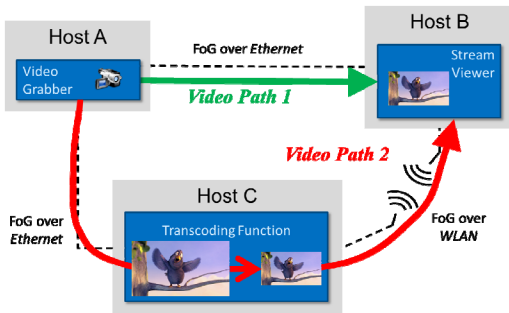 Host A
Video
Grabber
FoG over Ethernet
Video Path 1
Host B
Stream
Viewer
Video Path 2
FoG over
Ethernet
Host C
Transcoding Function
FoG over
WLAN